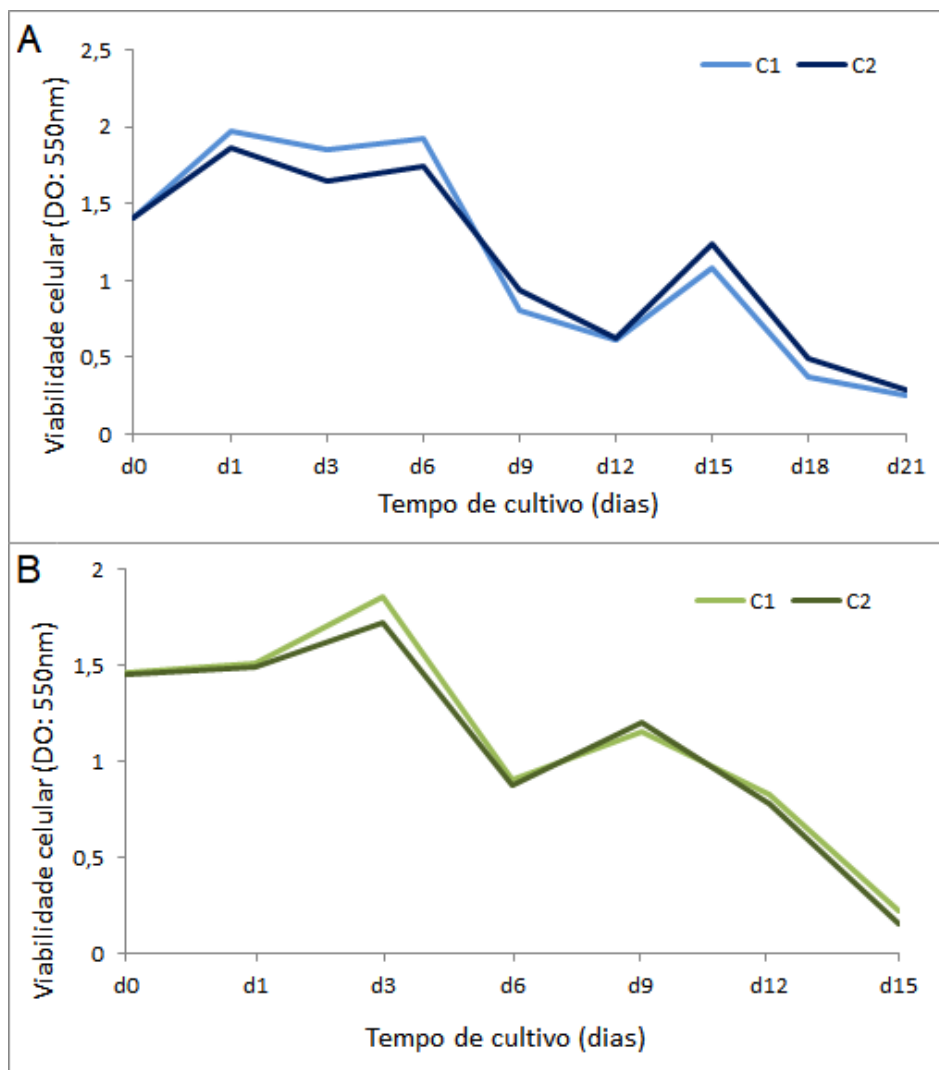 A
Viabilidade celular (DO: 550nm)
2,5
2
1,5
1
0,5
0
C1 C2
d0 d1 d3 d6 d9 d12 d15 d18 d21
Tempo de cultivo (dias)
B
Viabilidade celular (DO: 550nm)
2
1,5
1
0,5
0
C1 C2
d0 d1 d3 d6 d9 d12 d15
Tempo de cultivo (dias)